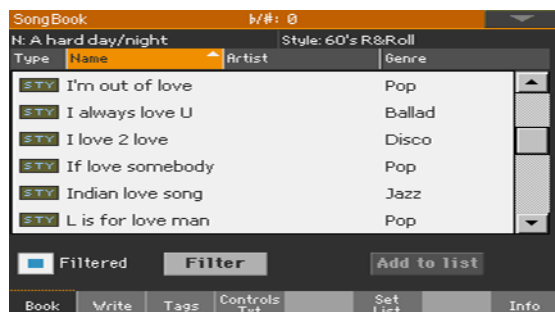 SongBook ♭/#: 0
N: A hard day/night Style: 60's R&Roll
Type Name Artist Genre
STY I'm out of love Pop
STY I always love U Ballad
STY I love 2 love Disco
STY If love somebody Pop
STY Indian love song Jazz
STY L is for love man Pop
Filtered Filter Add to list
Book Write Tags Controls Set Info